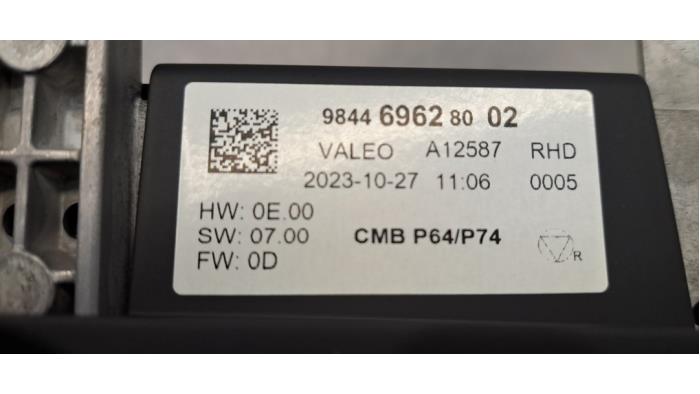 9844 6962 80 02
VALEO A12587 RHD
2023-10-27 11:06 0005
HW: 0E.00
SW: 07.00 CMB P64/P74
FW: 0D
R